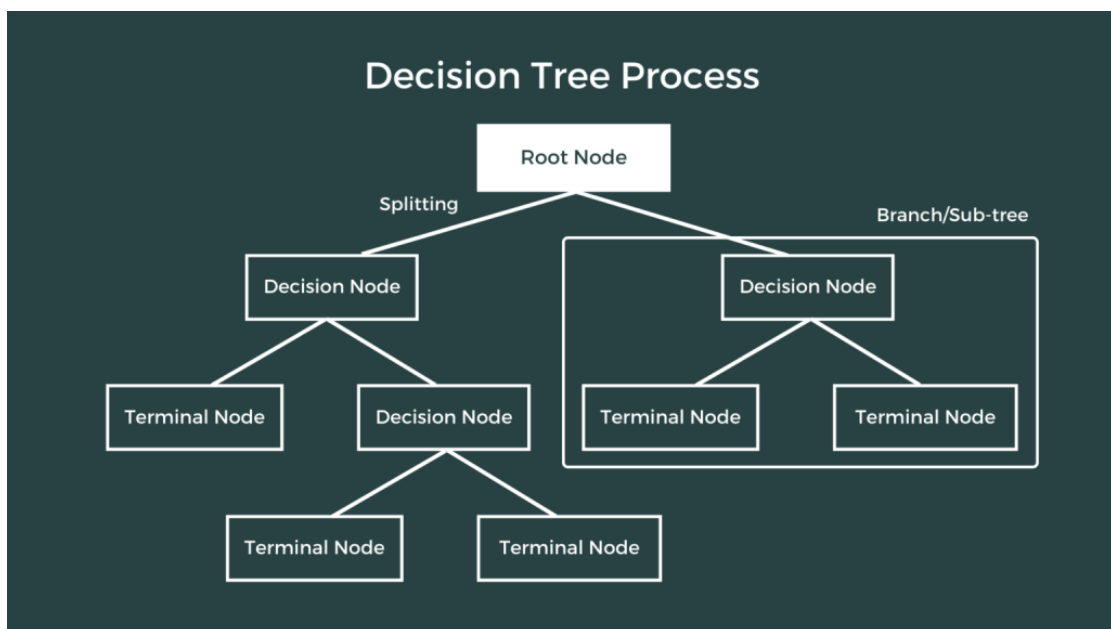 Decision Tree Process
Root Node
Splitting
Branch/Sub-tree
Decision Node
Decision Node
Terminal Node
Decision Node
Terminal Node
Terminal Node
Terminal Node
Terminal Node